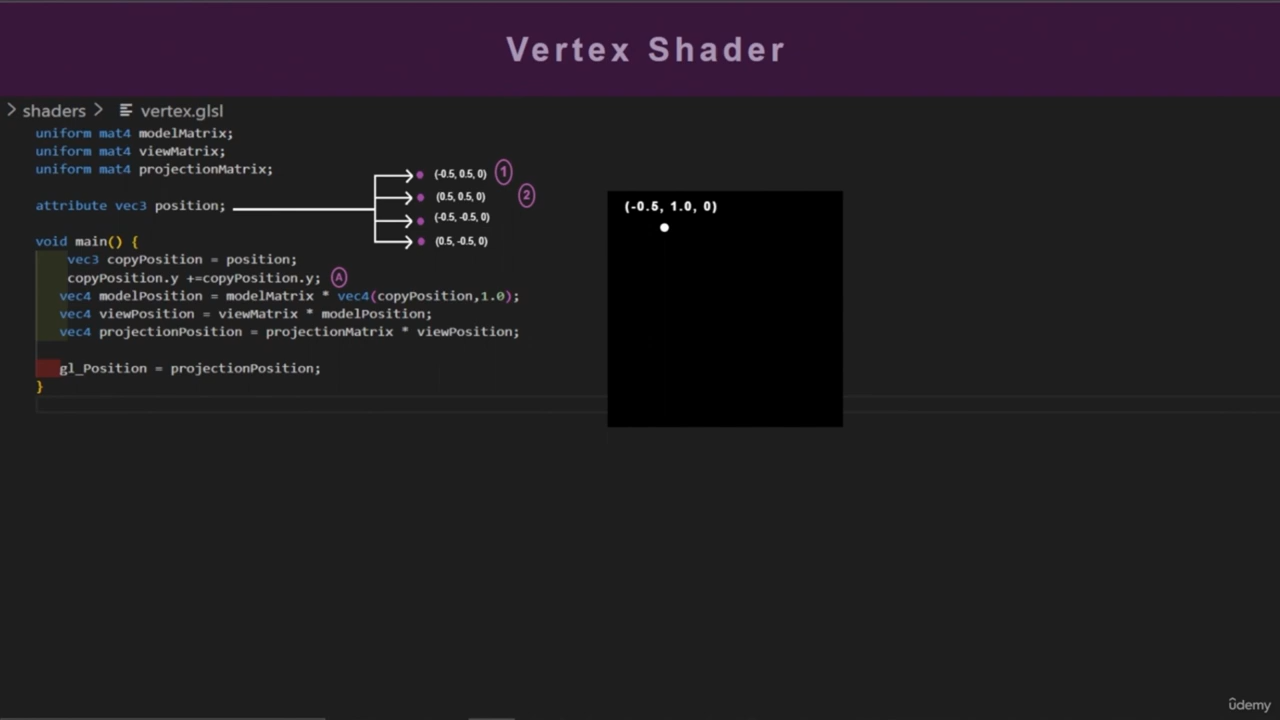 Vertex Shader
> shaders > vertex.glsl
uniform mat4 modelMatrix;
uniform mat4 viewMatrix;
uniform mat4 projectionMatrix;
(-0.5, 0.5, 0) 1
(0.5, 0.5, 0) 2
attribute vec3 position;
(-0.5, -0.5, 0)
(0.5, -0.5, 0)
(-0.5, 1.0, 0)
void main() {
vec3 copyPosition = position;
copyPosition.y +=copyPosition.y; A
vec4 modelPosition = modelMatrix * vec4(copyPosition,1.0);
vec4 viewPosition = viewMatrix * modelPosition;
vec4 projectionPosition = projectionMatrix * viewPosition;
gl_Position = projectionPosition;
}
ûdemy